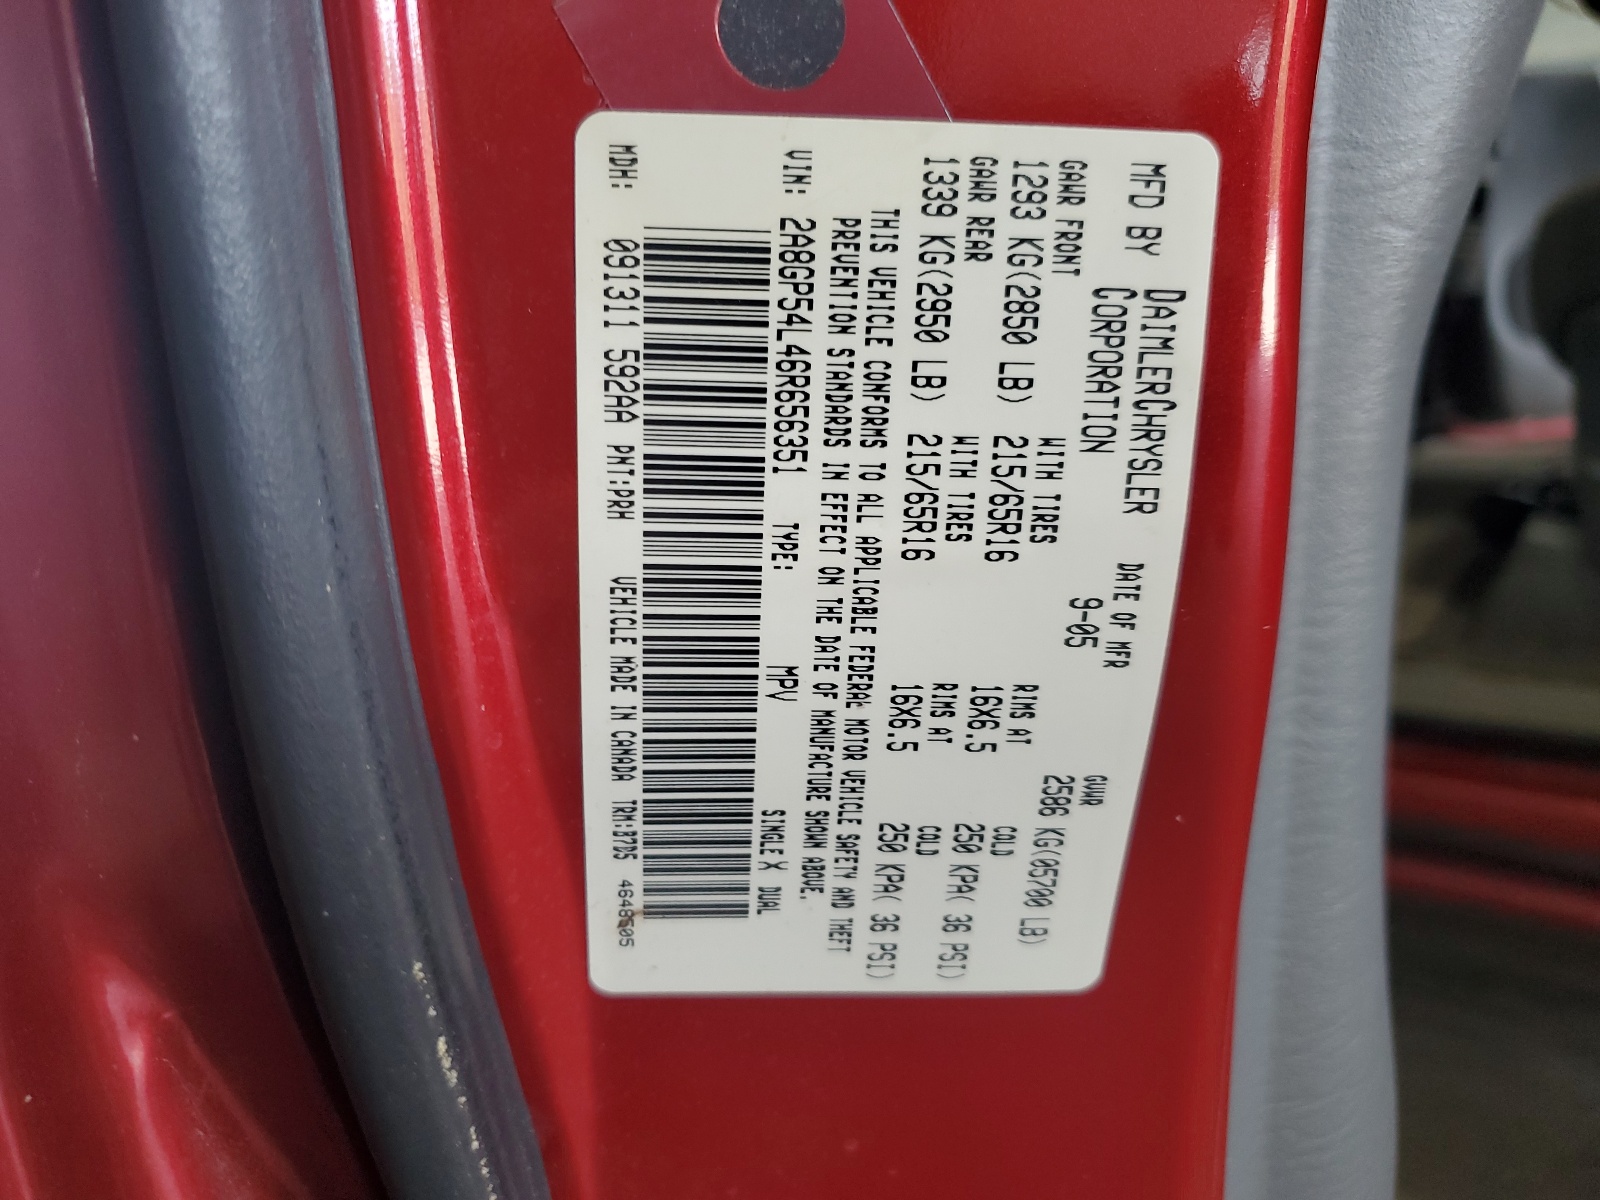 MFD BY DAIMLERCHRYSLER CORPORATION DATE OF MFR 9-05 GVWR 2586 KG(05700 LB)
GAWR FRONT WITH TIRES RIMS AT COLD
1293 KG(2850 LB) 215/65R16 16X6.5 250 KPA( 36 PSI)
GAWR REAR WITH TIRES RIMS AT COLD
1339 KG(2950 LB) 215/65R16 16X6.5 250 KPA( 36 PSI)
THIS VEHICLE CONFORMS TO ALL APPLICABLE FEDERAL MOTOR VEHICLE SAFETY AND THEFT
PREVENTION STANDARDS IN EFFECT ON THE DATE OF MANUFACTURE SHOWN ABOVE.
VIN: 2A8GP54L46R656351 TYPE: MPV SINGLE X DUAL
MDH: 091311 592AA PNT:PRH VEHICLE MADE IN CANADA TRM:B7D5 4648505